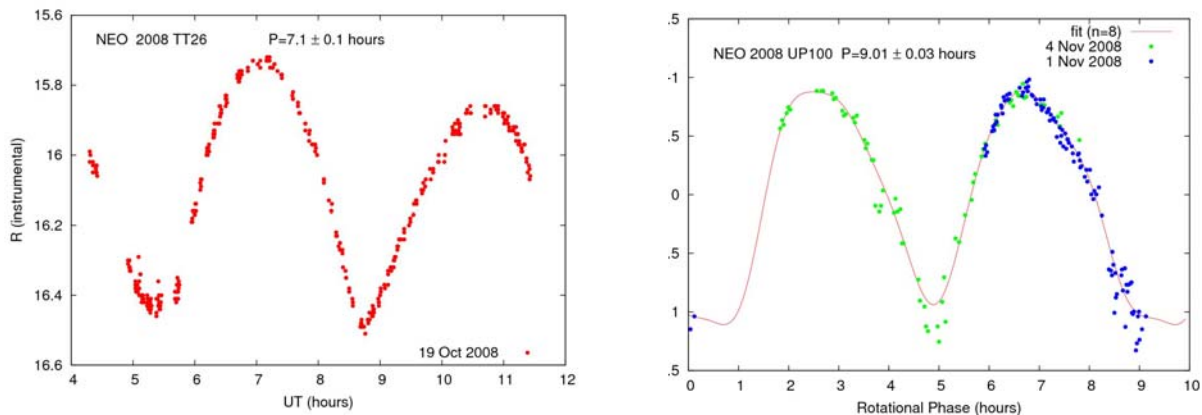 NEO 2008 TT26 P=7.1 ± 0.1 hours
15.6
15.8
16
16.2
16.4
16.6
R (instrumental)
19 Oct 2008
4 5 6 7 8 9 10 11 12
UT (hours)
fit (n=8)
4 Nov 2008
1 Nov 2008
NEO 2008 UP100 P=9.01 ± 0.03 hours
.5
-1
.5
0
.5
1
.5
0 1 2 3 4 5 6 7 8 9 10
Rotational Phase (hours)